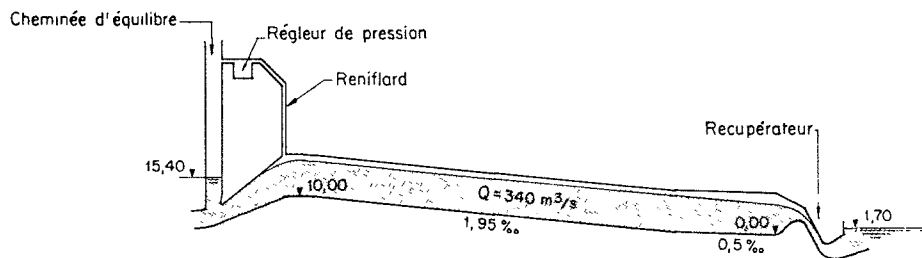 Cheminée d'équilibre
Régleur de pression
Reniflard
Recupérateur
15,40
10,00
Q = 340 m³/s
0,00
1,70
1,95 ‰
0,5 ‰